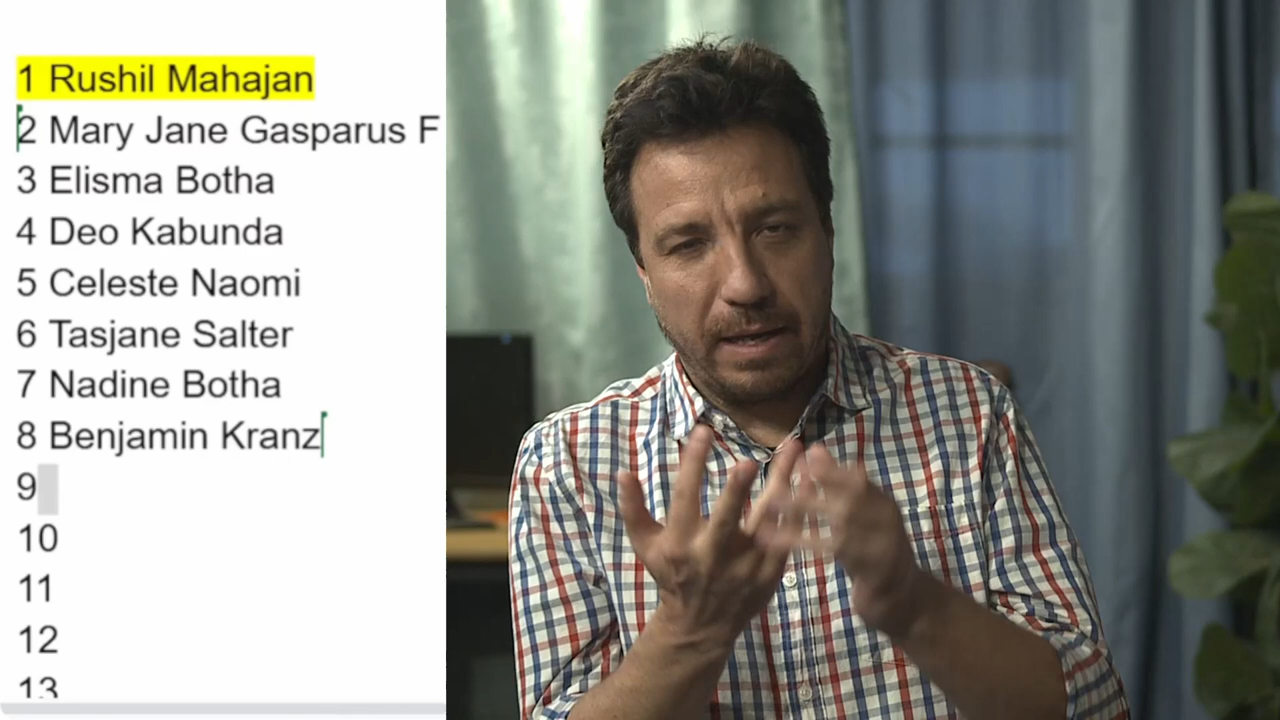 1 Rushil Mahajan
2 Mary Jane Gasparus F
3 Elisma Botha
4 Deo Kabunda
5 Celeste Naomi
6 Tasjane Salter
7 Nadine Botha
8 Benjamin Kranz
9
10
11
12
13